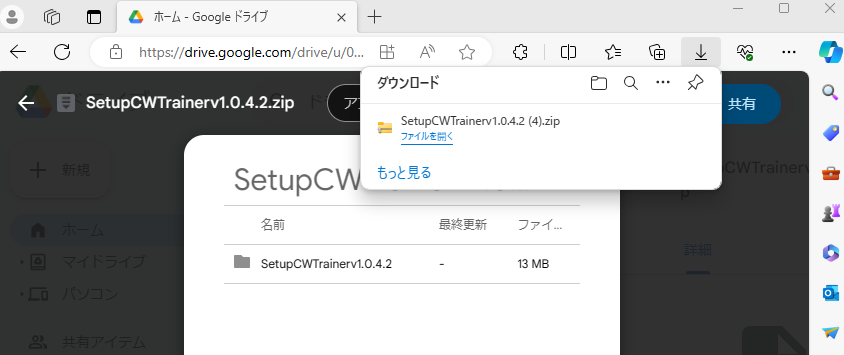 ホーム - Google ドライブ
https://drive.google.com/drive/u/0...
ダウンロード
SetupCWTrainerv1.0.4.2 (4).zip
ファイルを開く
もっと見る
SetupCWTrainerv1.0.4.2.zip
共有
新規
SetupCW
名前 最終更新 ファイ...
SetupCWTrainerv1.0.4.2 - 13 MB
ホーム
マイドライブ
パソコン
共有アイテム
詳細